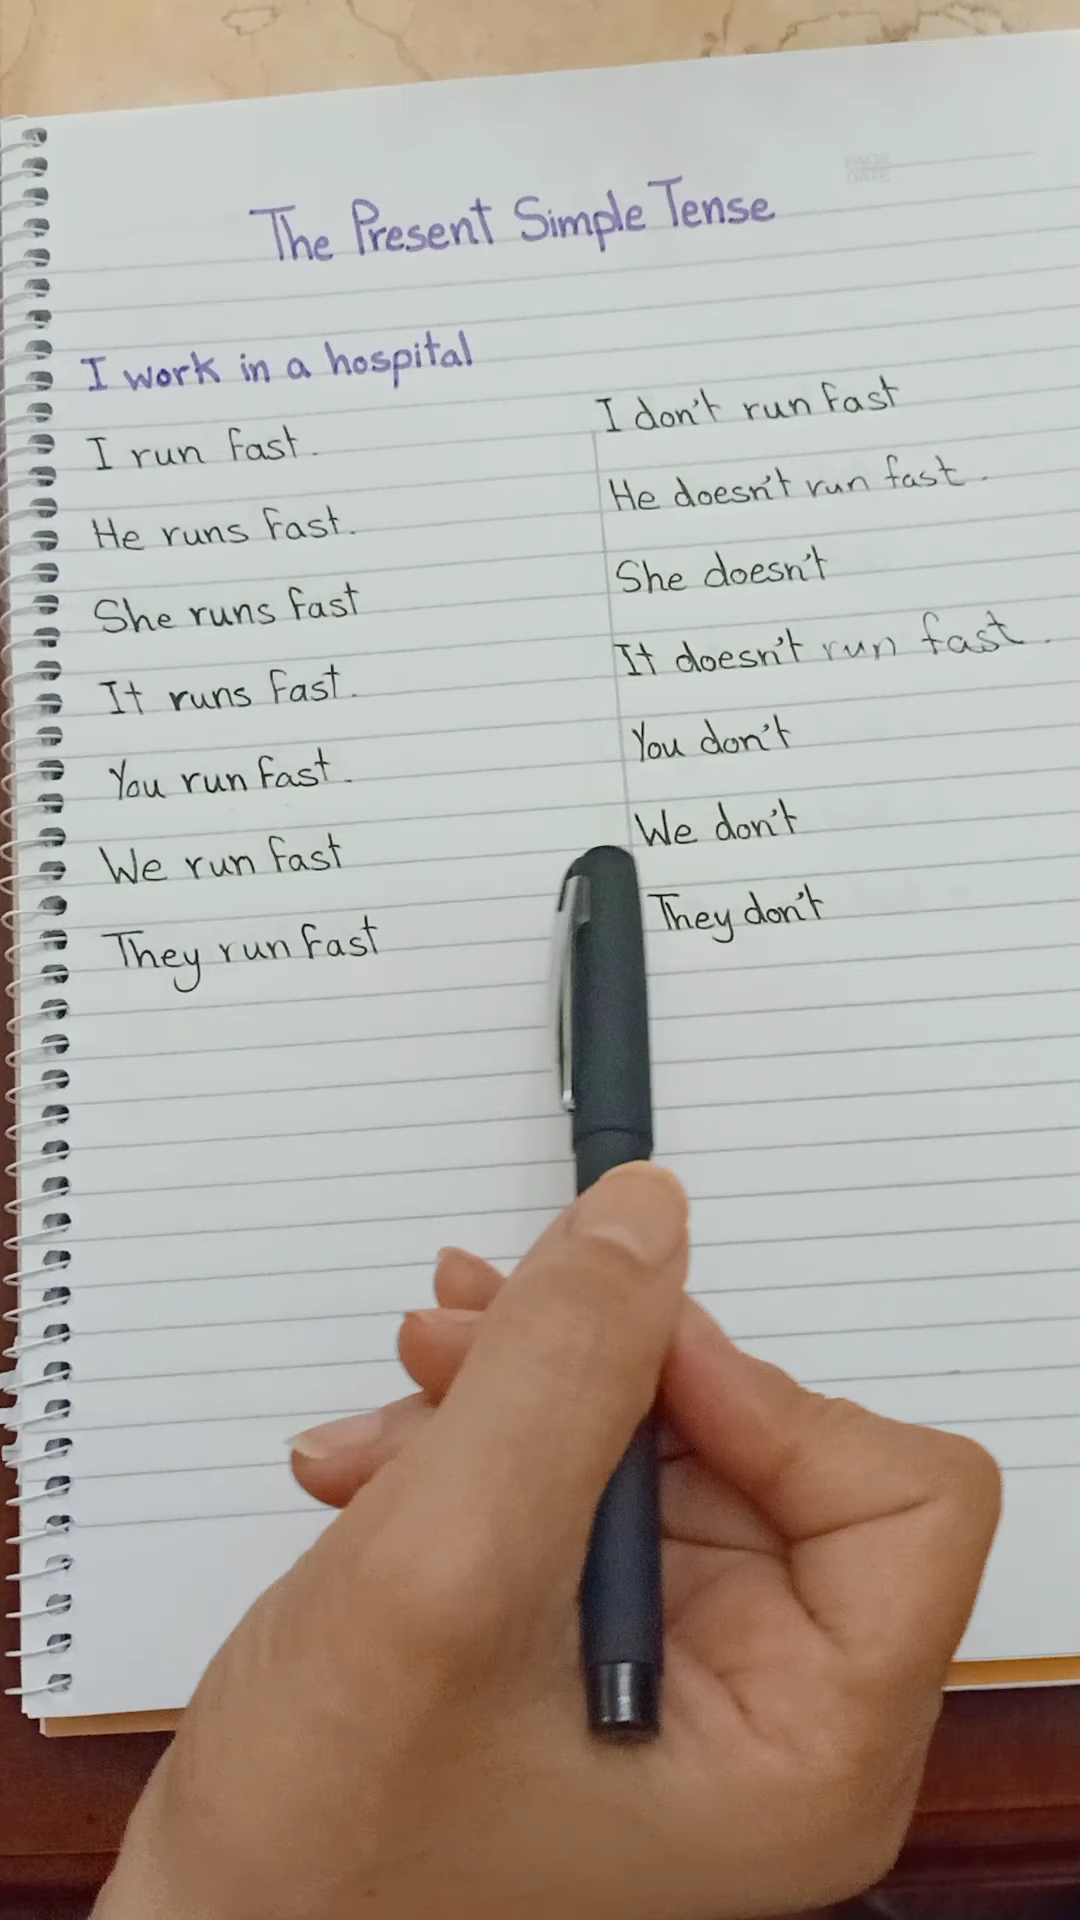 The Present Simple Tense
I work in a hospital
I run fast.
He runs fast.
She runs fast
It runs fast.
You run fast.
We run fast
They run fast
I don't run fast
He doesn't run fast.
She doesn't
It doesn't run fast.
You don't
We don't
They don't